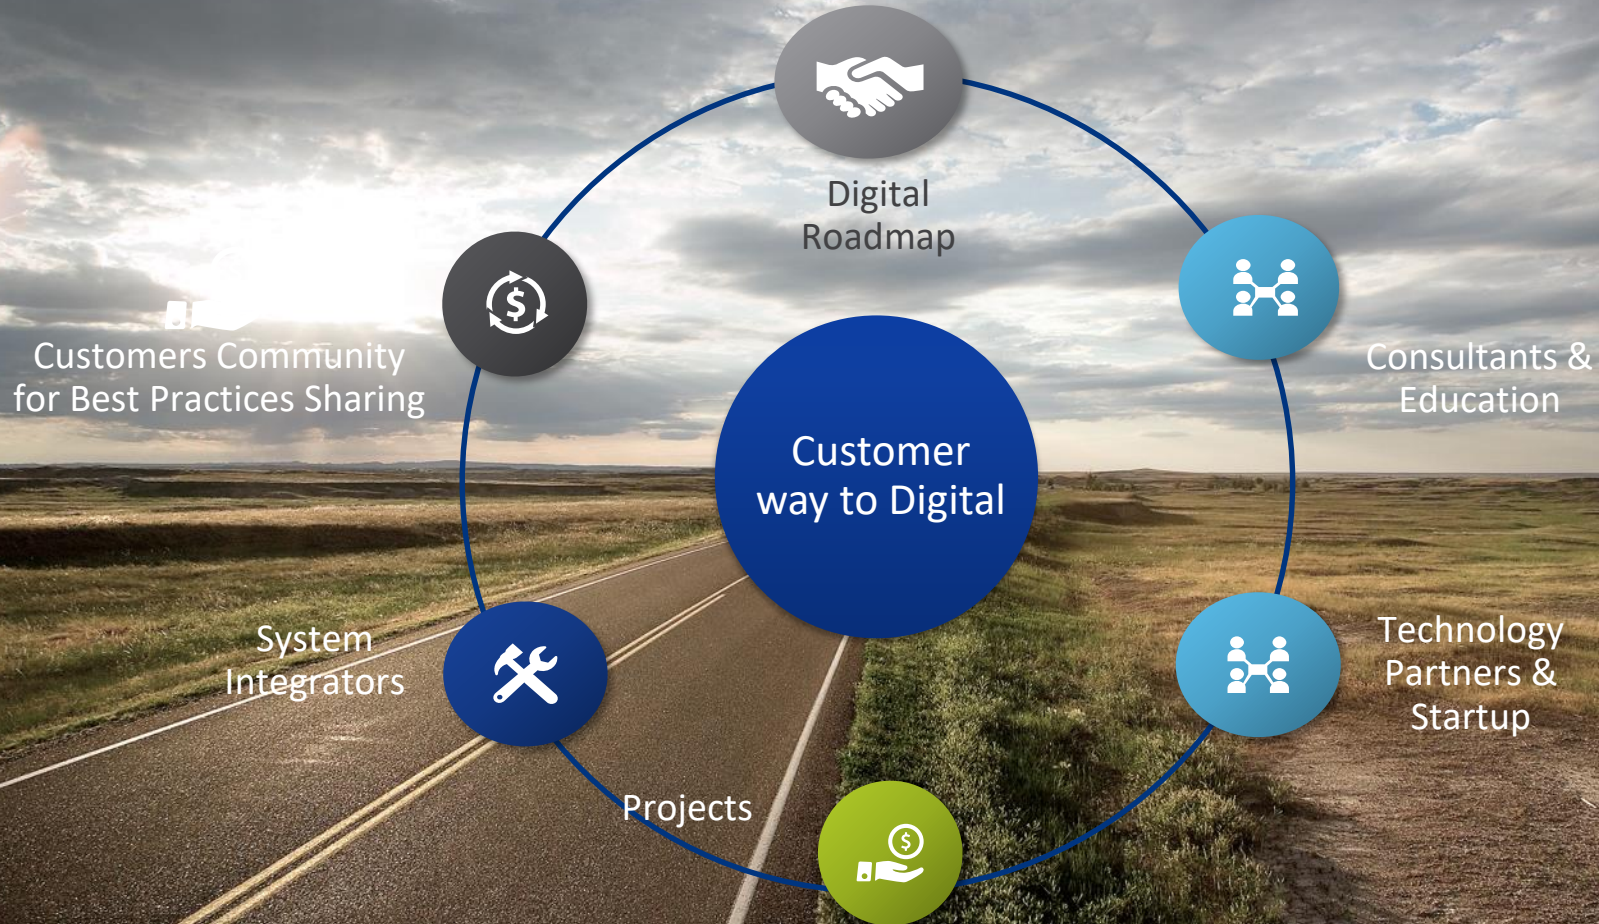 Digital
Roadmap
Customers Community
for Best Practices Sharing
Consultants &
Education
Customer
way to Digital
System
Integrators
Technology
Partners &
Startup
Projects
$
$